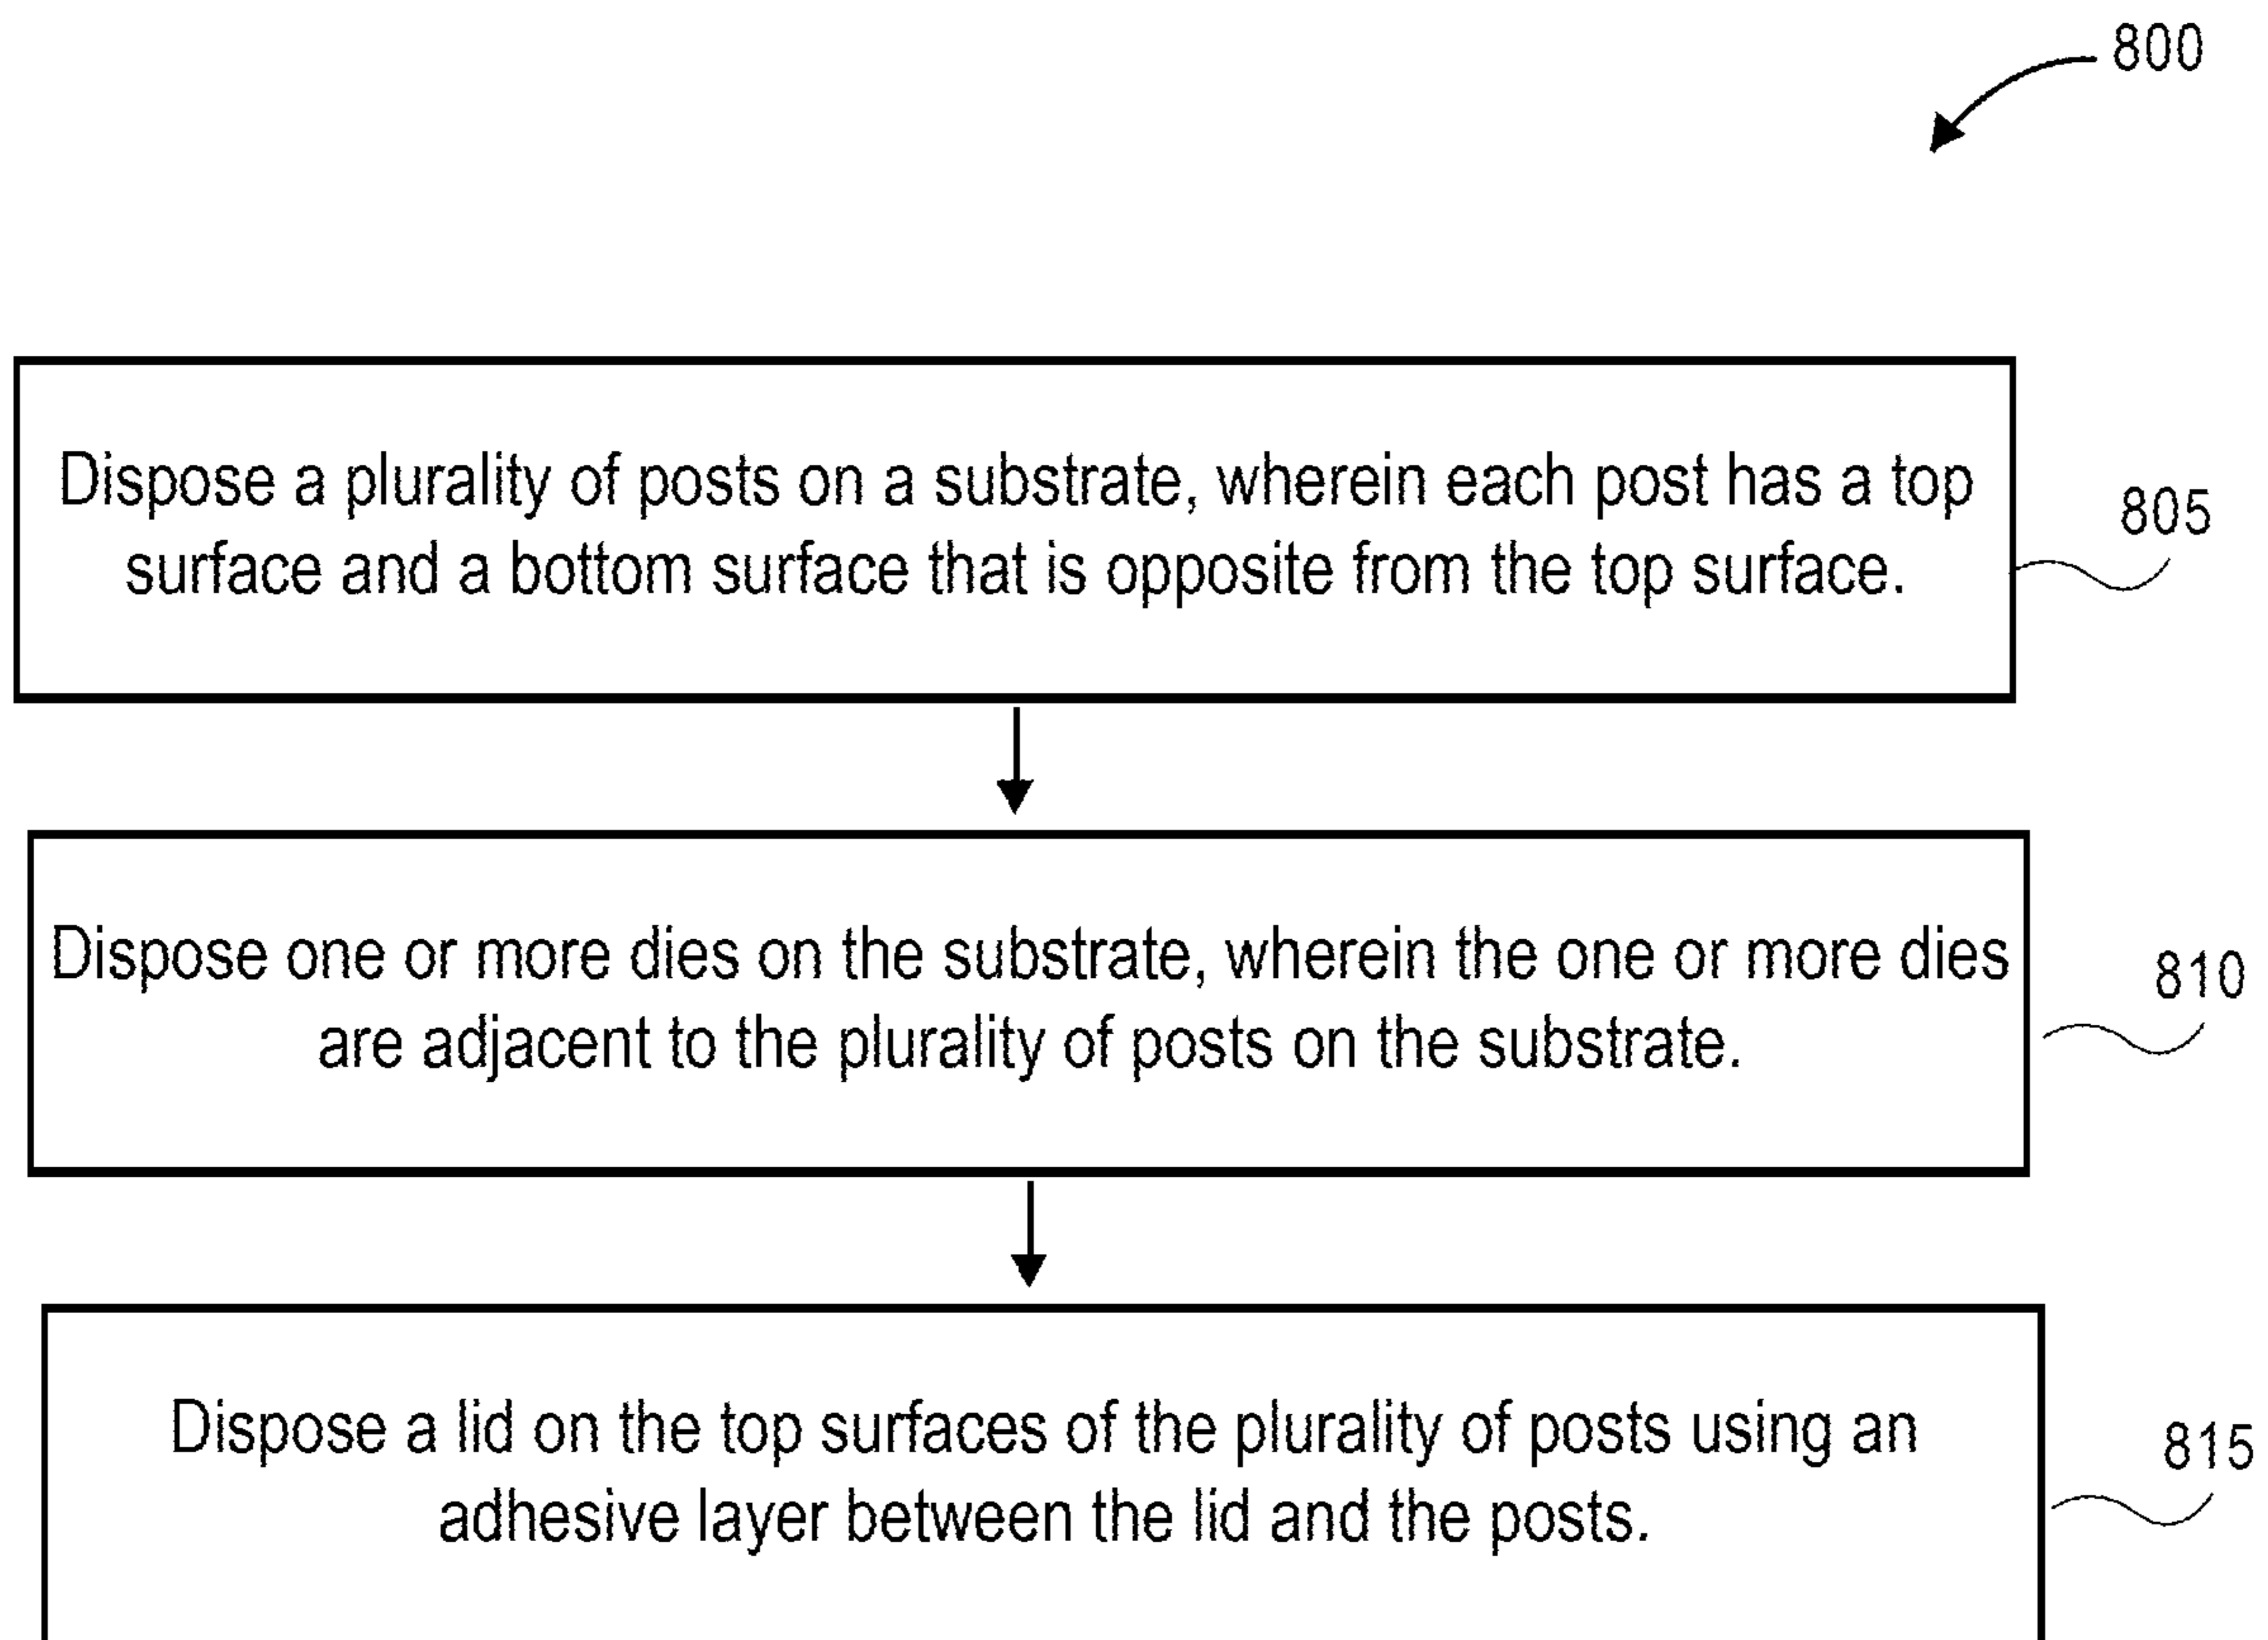 800
Dispose a plurality of posts on a substrate, wherein each post has a top
surface and a bottom surface that is opposite from the top surface.
805
Dispose one or more dies on the substrate, wherein the one or more dies
are adjacent to the plurality of posts on the substrate.
810
Dispose a lid on the top surfaces of the plurality of posts using an
adhesive layer between the lid and the posts.
815